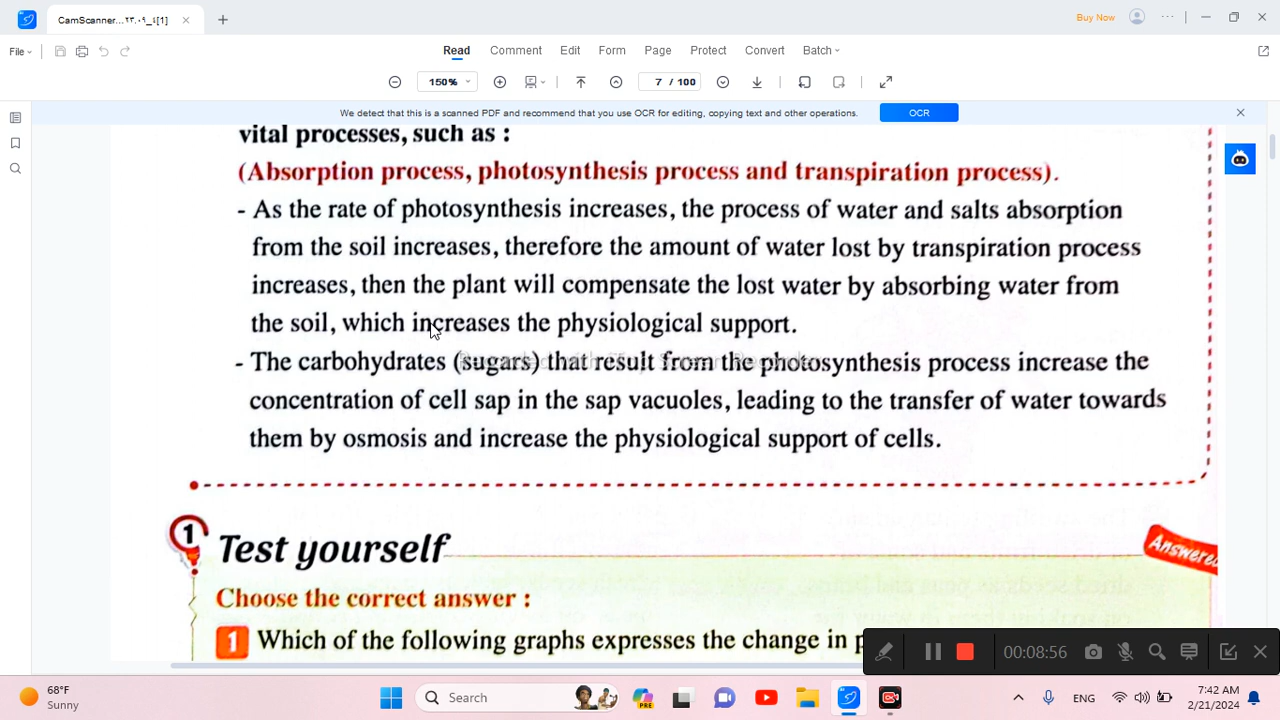 CamScanner...٢٣,٠٩_٤[1]
Buy Now
File
Read Comment Edit Form Page Protect Convert Batch
150%
7 / 100
We detect that this is a scanned PDF and recommend that you use OCR for editing, copying text and other operations.
OCR
vital processes, such as :
(Absorption process, photosynthesis process and transpiration process).
- As the rate of photosynthesis increases, the process of water and salts absorption
from the soil increases, therefore the amount of water lost by transpiration process
increases, then the plant will compensate the lost water by absorbing water from
the soil, which increases the physiological support.
- The carbohydrates (sugars) that result from the photosynthesis process increase the
concentration of cell sap in the sap vacuoles, leading to the transfer of water towards
them by osmosis and increase the physiological support of cells.
1 Test yourself
Answered
Choose the correct answer :
1 Which of the following graphs expresses the change in
00:08:56
68°F
Sunny
Search
PRE
ENG
7:42 AM
2/21/2024